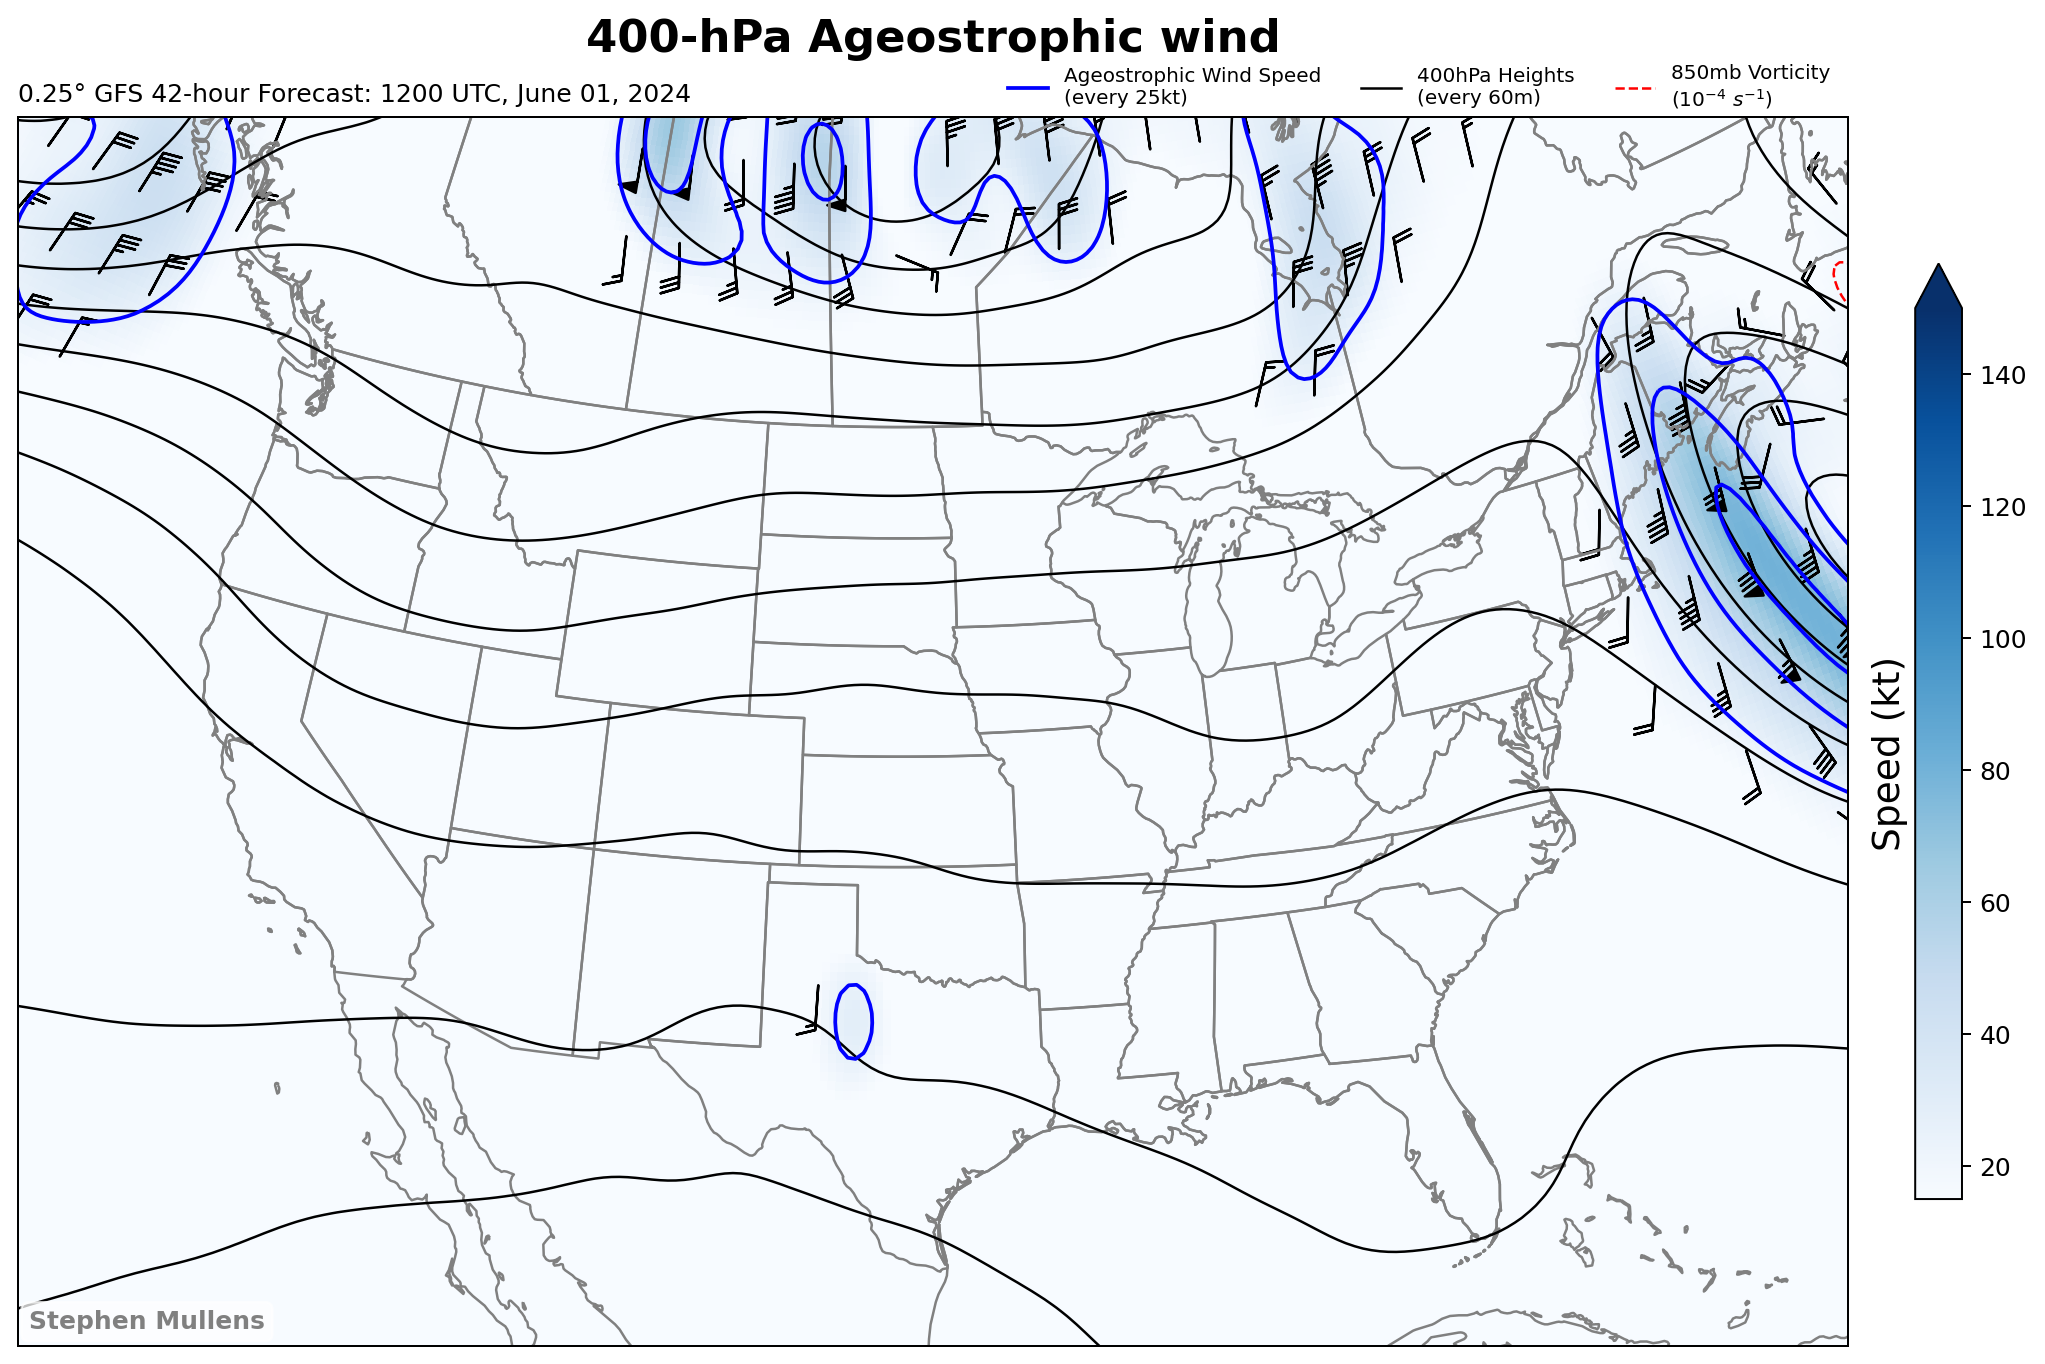 400-hPa Ageostrophic wind
0.25° GFS 42-hour Forecast: 1200 UTC, June 01, 2024
Ageostrophic Wind Speed
(every 25kt)
400hPa Heights
(every 60m)
850mb Vorticity
(10⁻⁴ s⁻¹)
140
120
100
80
60
40
20
Speed (kt)
Stephen Mullens